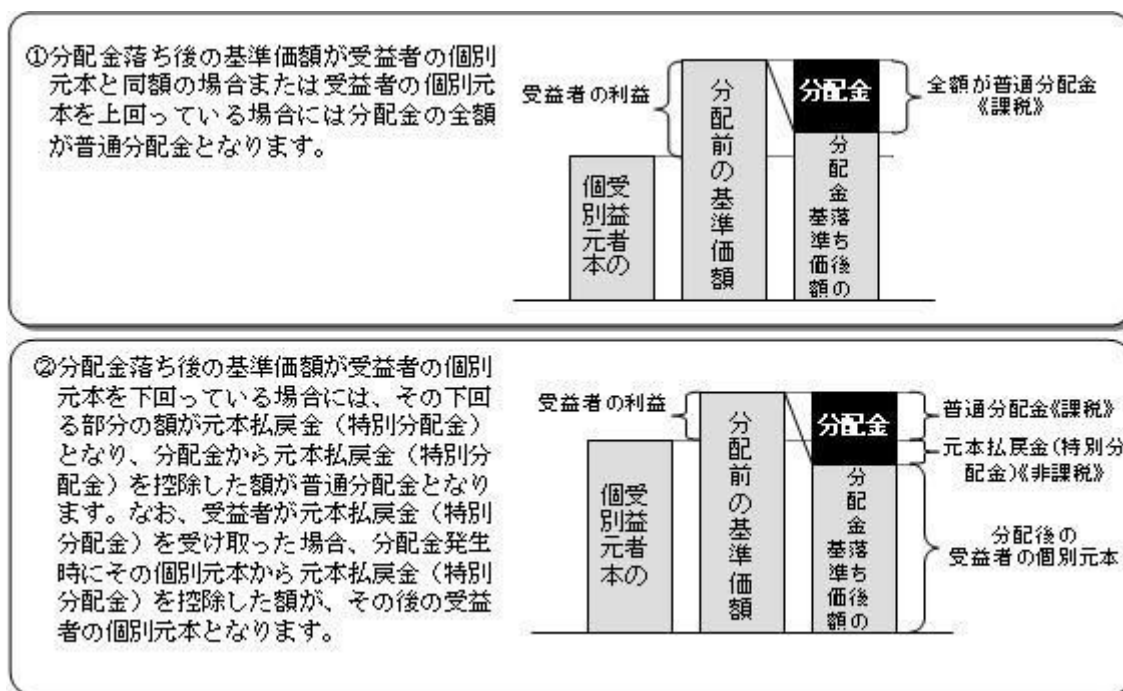 ①分配金落ち後の基準価額が受益者の個別
元本と同額の場合または受益者の個別元
本を上回っている場合には分配金の全額
が普通分配金となります。
受益者の利益
受益者の
個別元本
分配前の基準価額
分配金
分配金落ち後の
基準価額
全額が普通分配金
《課税》
②分配金落ち後の基準価額が受益者の個別
元本を下回っている場合には、その下回
る部分の額が元本払戻金（特別分配金）
となり、分配金から元本払戻金（特別分
配金）を控除した額が普通分配金となり
ます。なお、受益者が元本払戻金（特別
分配金）を受け取った場合、分配金発生
時にその個別元本から元本払戻金（特別
分配金）を控除した額が、その後の受益
者の個別元本となります。
受益者の利益
受益者の
個別元本
分配前の基準価額
分配金
分配金落ち後の
基準価額
普通分配金《課税》
元本払戻金(特別分
配金)《非課税》
分配後の
受益者の個別元本